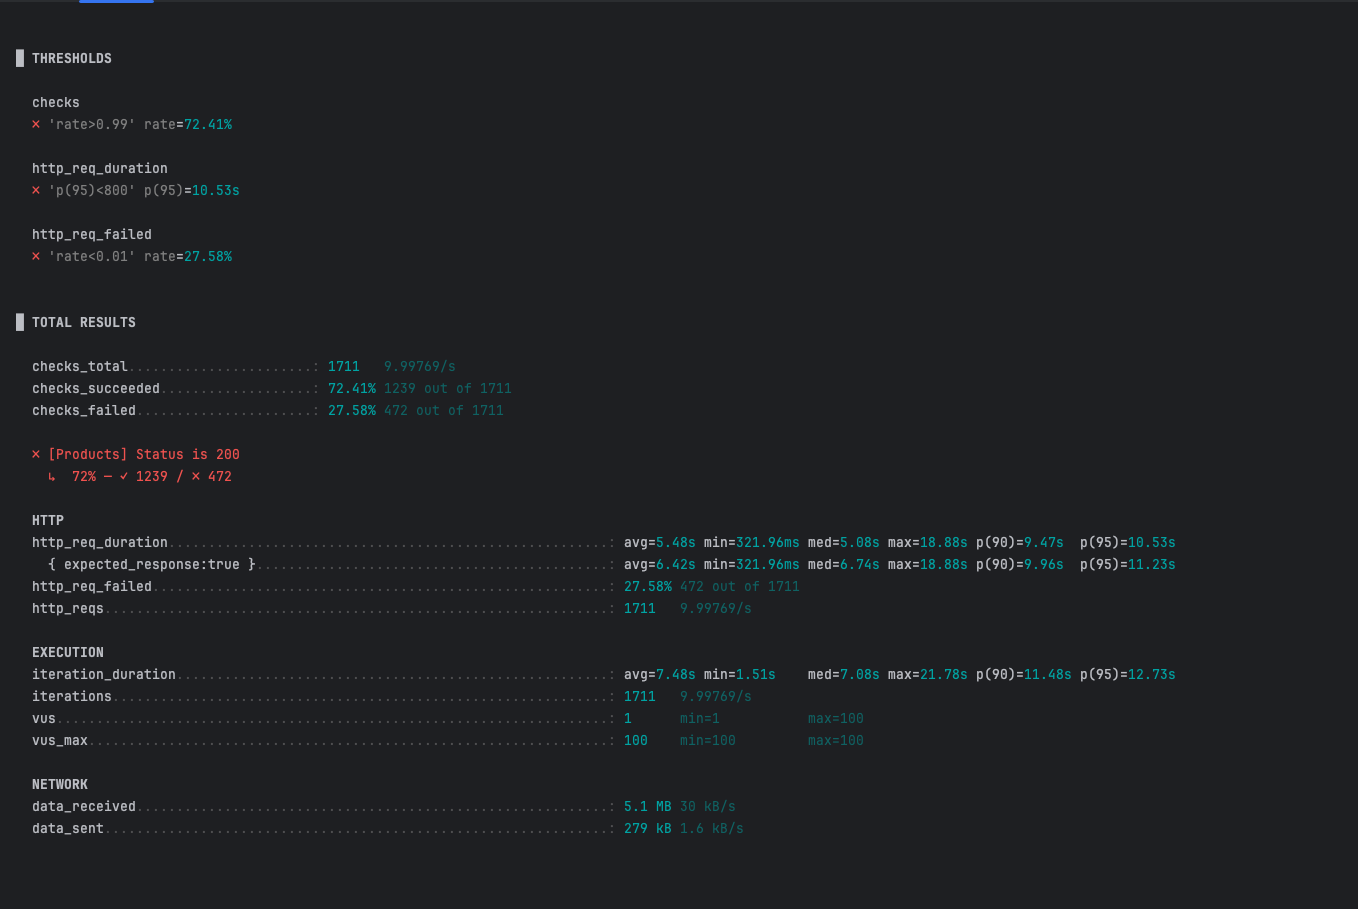 THRESHOLDS
checks
✗ 'rate>0.99' rate=72.41%
http_req_duration
✗ 'p(95)<800' p(95)=10.53s
http_req_failed
✗ 'rate<0.01' rate=27.58%
TOTAL RESULTS
checks_total.......................: 1711   9.99769/s
checks_succeeded...................: 72.41% 1239 out of 1711
checks_failed......................: 27.58% 472 out of 1711
✗ [Products] Status is 200
↳  72% — ✓ 1239 / ✗ 472
HTTP
http_req_duration.......................................................: avg=5.48s min=321.96ms med=5.08s max=18.88s p(90)=9.47s  p(95)=10.53s
{ expected_response:true }............................................: avg=6.42s min=321.96ms med=6.74s max=18.88s p(90)=9.96s  p(95)=11.23s
http_req_failed.........................................................: 27.58% 472 out of 1711
http_reqs...............................................................: 1711   9.99769/s
EXECUTION
iteration_duration......................................................: avg=7.48s min=1.51s    med=7.08s max=21.78s p(90)=11.48s p(95)=12.73s
iterations..............................................................: 1711   9.99769/s
vus.....................................................................: 1      min=1         max=100
vus_max.................................................................: 100    min=100       max=100
NETWORK
data_received...........................................................: 5.1 MB 30 kB/s
data_sent...............................................................: 279 kB 1.6 kB/s